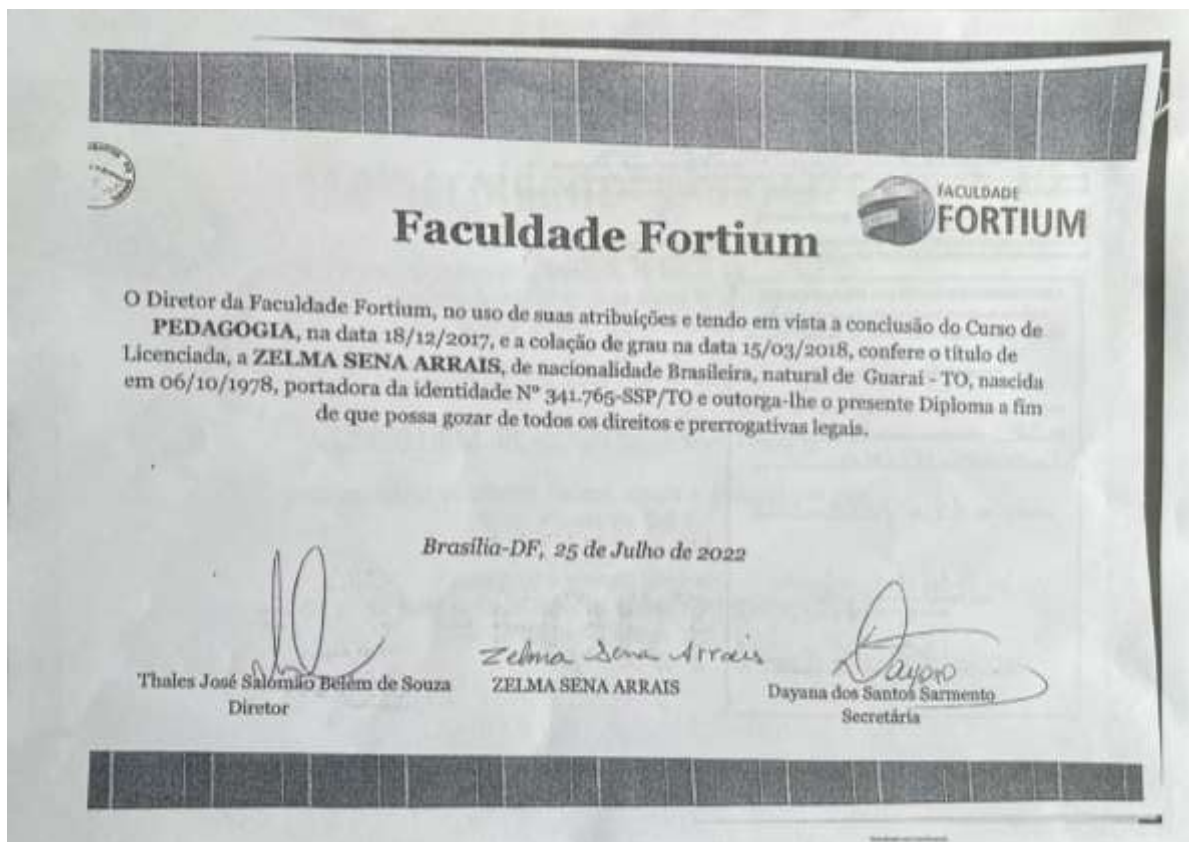 FACULDADE
FORTIUM
Faculdade Fortium
O Diretor da Faculdade Fortium, no uso de suas atribuições e tendo em vista a conclusão do Curso de
PEDAGOGIA, na data 18/12/2017, e a colação de grau na data 15/03/2018, confere o título de
Licenciada, a ZELMA SENA ARRAIS, de nacionalidade Brasileira, natural de Guaraí - TO, nascida
em 06/10/1978, portadora da identidade Nº 341.765-SSP/TO e outorga-lhe o presente Diploma a fim
de que possa gozar de todos os direitos e prerrogativas legais.
Brasília-DF, 25 de Julho de 2022
Zelma Sena Arrais
Thales José Salomão Belém de Souza
ZELMA SENA ARRAIS
Dayana dos Santos Sarmento
Diretor
Secretária